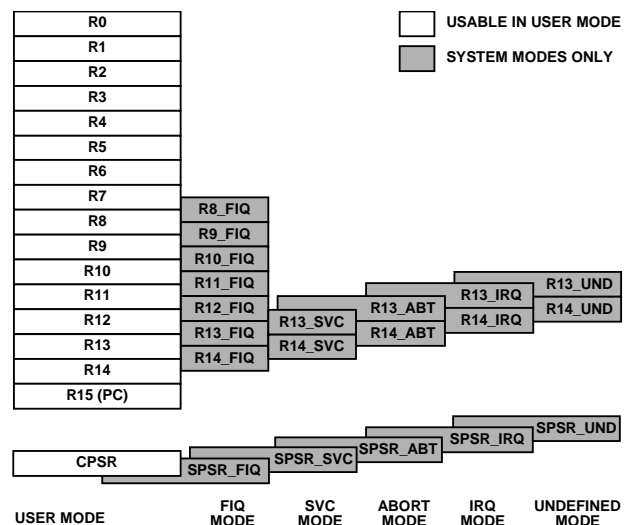 R0
R1
R2
R3
R4
R5
R6
R7
R8
R9
R10
R11
R12
R13
R14
R15 (PC)
R8_FIQ
R9_FIQ
R10_FIQ
R11_FIQ
R12_FIQ
R13_FIQ
R14_FIQ
R13_SVC
R14_SVC
R13_ABT
R14_ABT
R13_IRQ
R14_IRQ
R13_UND
R14_UND
USABLE IN USER MODE
SYSTEM MODES ONLY
CPSR
SPSR_FIQ
SPSR_SVC
SPSR_ABT
SPSR_IRQ
SPSR_UND
USER MODE
FIQ
MODE
SVC
MODE
ABORT
MODE
IRQ
MODE
UNDEFINED
MODE